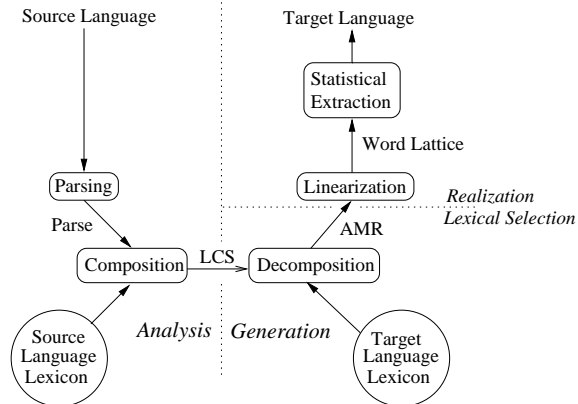 Source Language
Target Language
Statistical
Extraction
Word Lattice
Parsing
Linearization
Realization
Lexical Selection
Parse
AMR
Composition
LCS
Decomposition
Analysis
Generation
Source
Language
Lexicon
Target
Language
Lexicon